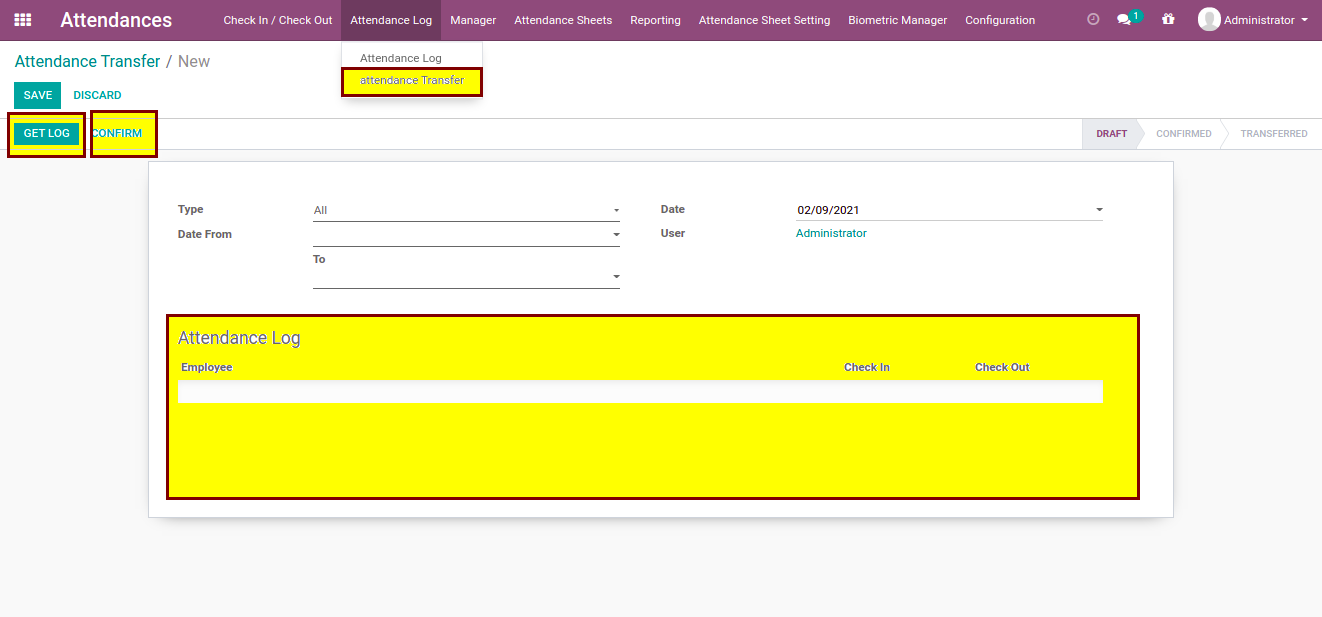 Attendances Check In / Check Out Attendance Log Manager Attendance Sheets Reporting Attendance Sheet Setting Biometric Manager Configuration 1 Administrator
Attendance Log
attendance Transfer
Attendance Transfer / New
SAVE DISCARD
GET LOG CONFIRM DRAFT CONFIRMED TRANSFERRED
Type All Date 02/09/2021
Date From User Administrator
To
Attendance Log
Employee Check In Check Out